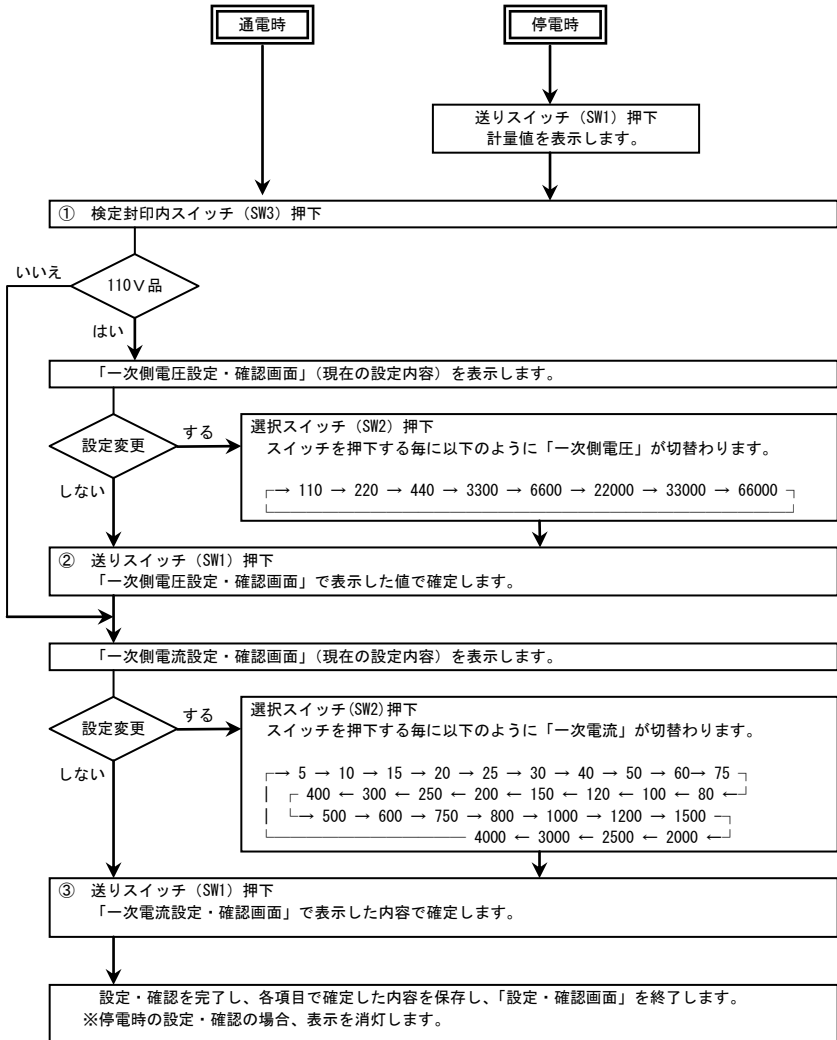 通電時
停電時
送りスイッチ（SW1）押下
計量値を表示します。
① 検定封印内スイッチ（SW3）押下
いいえ
110V品
はい
「一次側電圧設定・確認画面」（現在の設定内容）を表示します。
設定変更
する
しない
選択スイッチ（SW2）押下
スイッチを押下する毎に以下のように「一次側電圧」が切替わります。
→ 110 → 220 → 440 → 3300 → 6600 → 22000 → 33000 → 66000
② 送りスイッチ（SW1）押下
「一次側電圧設定・確認画面」で表示した値で確定します。
「一次側電流設定・確認画面」（現在の設定内容）を表示します。
設定変更
する
しない
選択スイッチ(SW2)押下
スイッチを押下する毎に以下のように「一次電流」が切替わります。
→ 5 → 10 → 15 → 20 → 25 → 30 → 40 → 50 → 60→ 75
400 ← 300 ← 250 ← 200 ← 150 ← 120 ← 100 ← 80 ←
→ 500 → 600 → 750 → 800 → 1000 → 1200 → 1500
4000 ← 3000 ← 2500 ← 2000 ←
③ 送りスイッチ（SW1）押下
「一次電流設定・確認画面」で表示した内容で確定します。
設定・確認を完了し、各項目で確定した内容を保存し、「設定・確認画面」を終了します。
※停電時の設定・確認の場合、表示を消灯します。